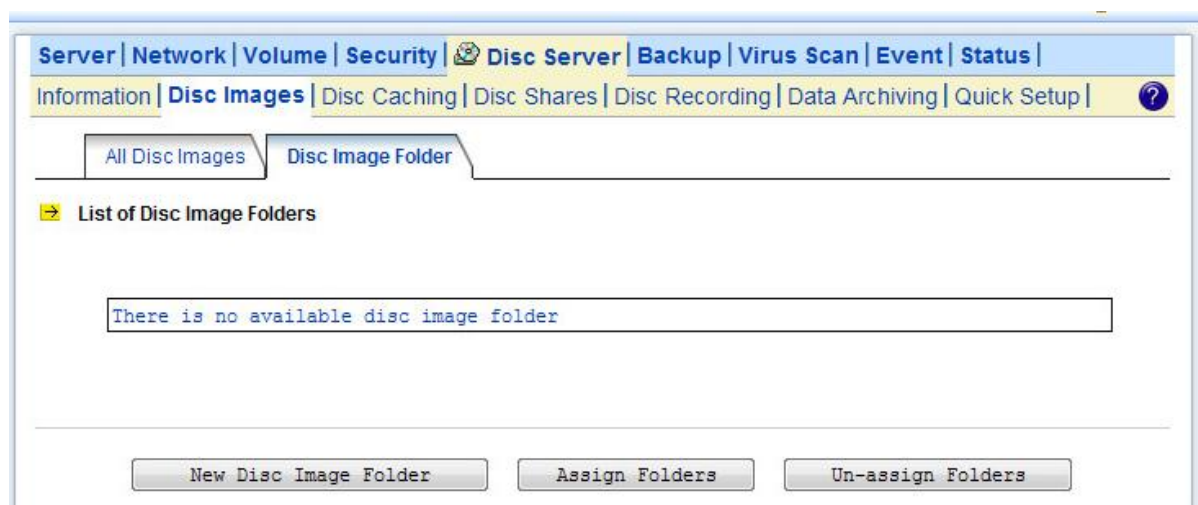 Server| Network| Volume| Security| Disc Server| Backup| Virus Scan| Event| Status|
Information| Disc Images| Disc Caching| Disc Shares| Disc Recording| Data Archiving| Quick Setup| ?
All Disc Images Disc Image Folder
List of Disc Image Folders
There is no available disc image folder
New Disc Image Folder Assign Folders Un-assign Folders